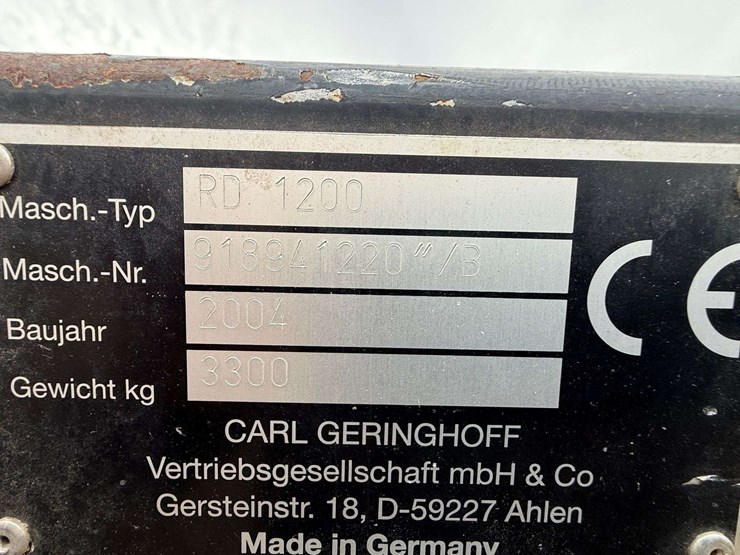 Masch.-Typ RD 1200
Masch.-Nr. 918941220"/B
Baujahr 2004
Gewicht kg 3300
CE
CARL GERINGHOFF
Vertriebsgesellschaft mbH & Co
Gersteinstr. 18, D-59227 Ahlen
Made in Germany